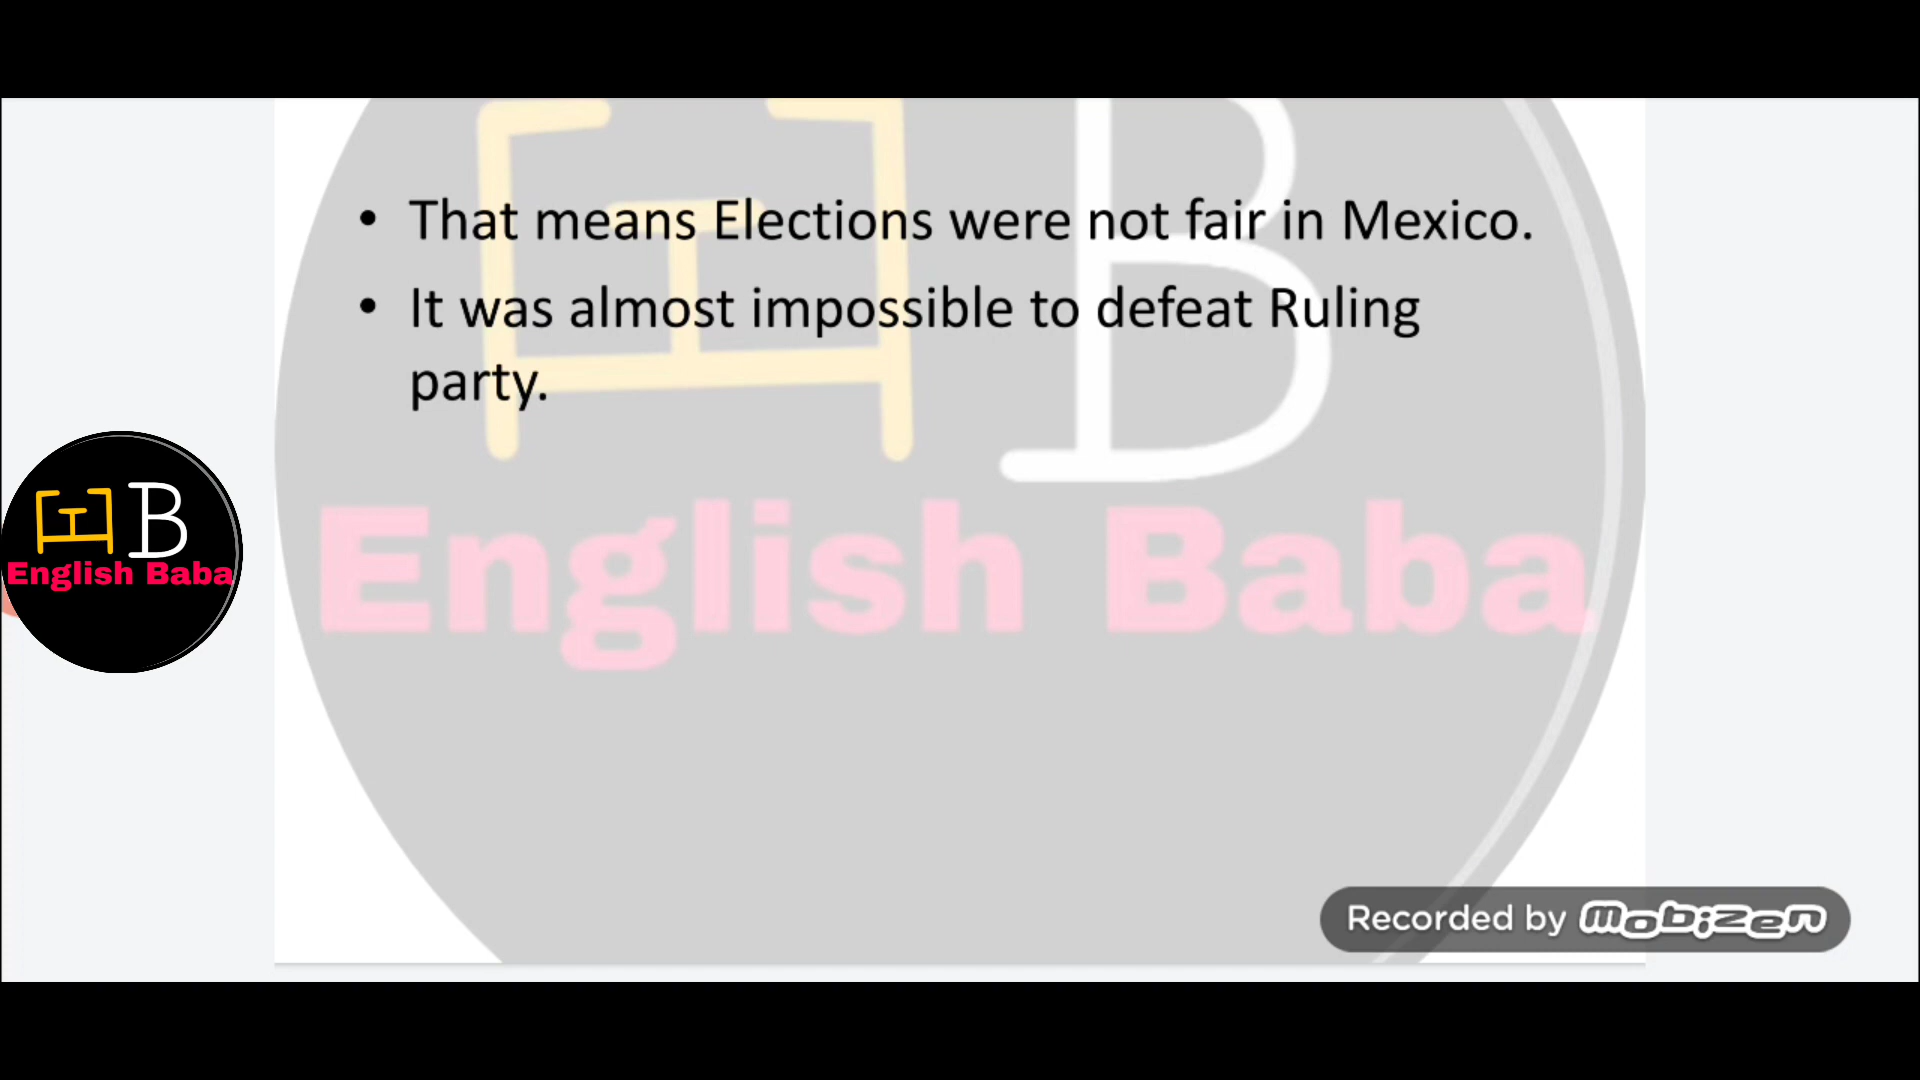 • That means Elections were not fair in Mexico.
• It was almost impossible to defeat Ruling
party.
EB
English Baba
B
English Baba
Recorded by mobizen